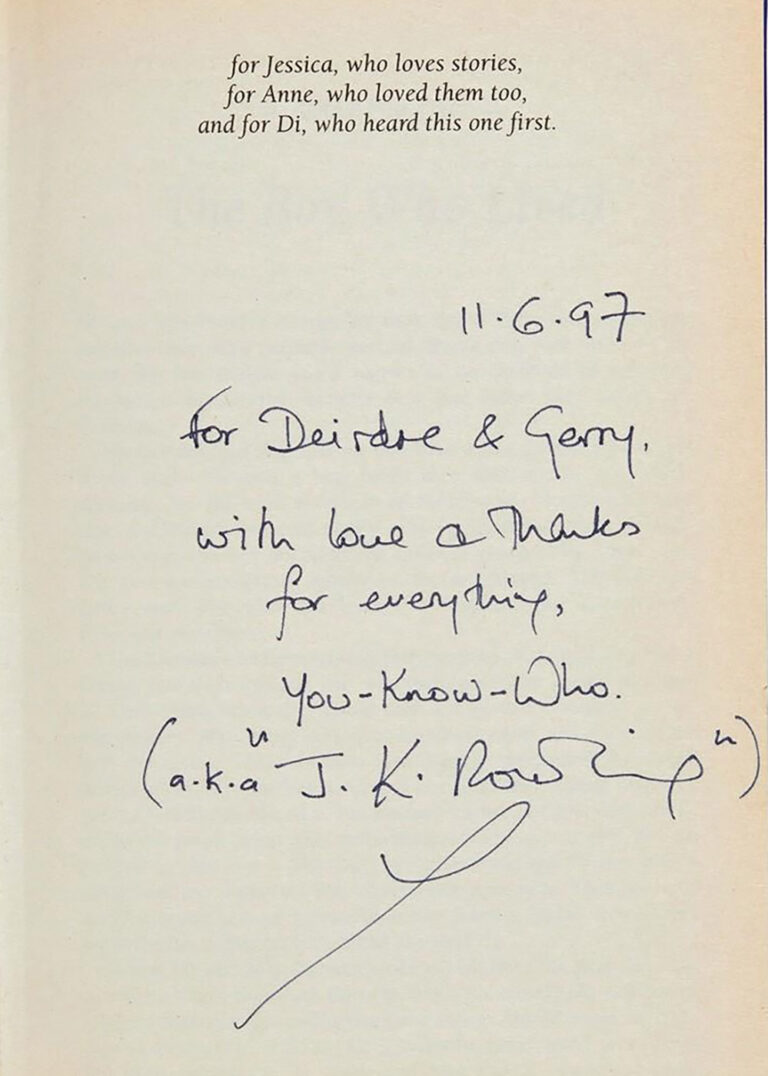 for Jessica, who loves stories,
for Anne, who loved them too,
and for Di, who heard this one first.
11.6.97
for Deirdre & Gerry,
with love & thanks
for everything,
You-Know-Who.
(a.k.a "J. K. Rowling")